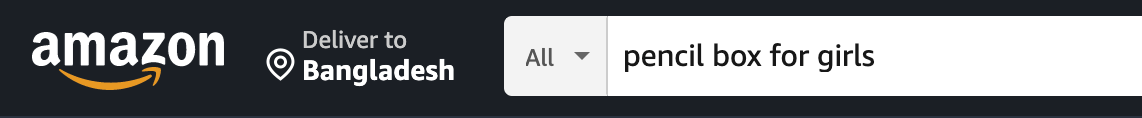 amazon
Deliver to
Bangladesh
All
pencil box for girls